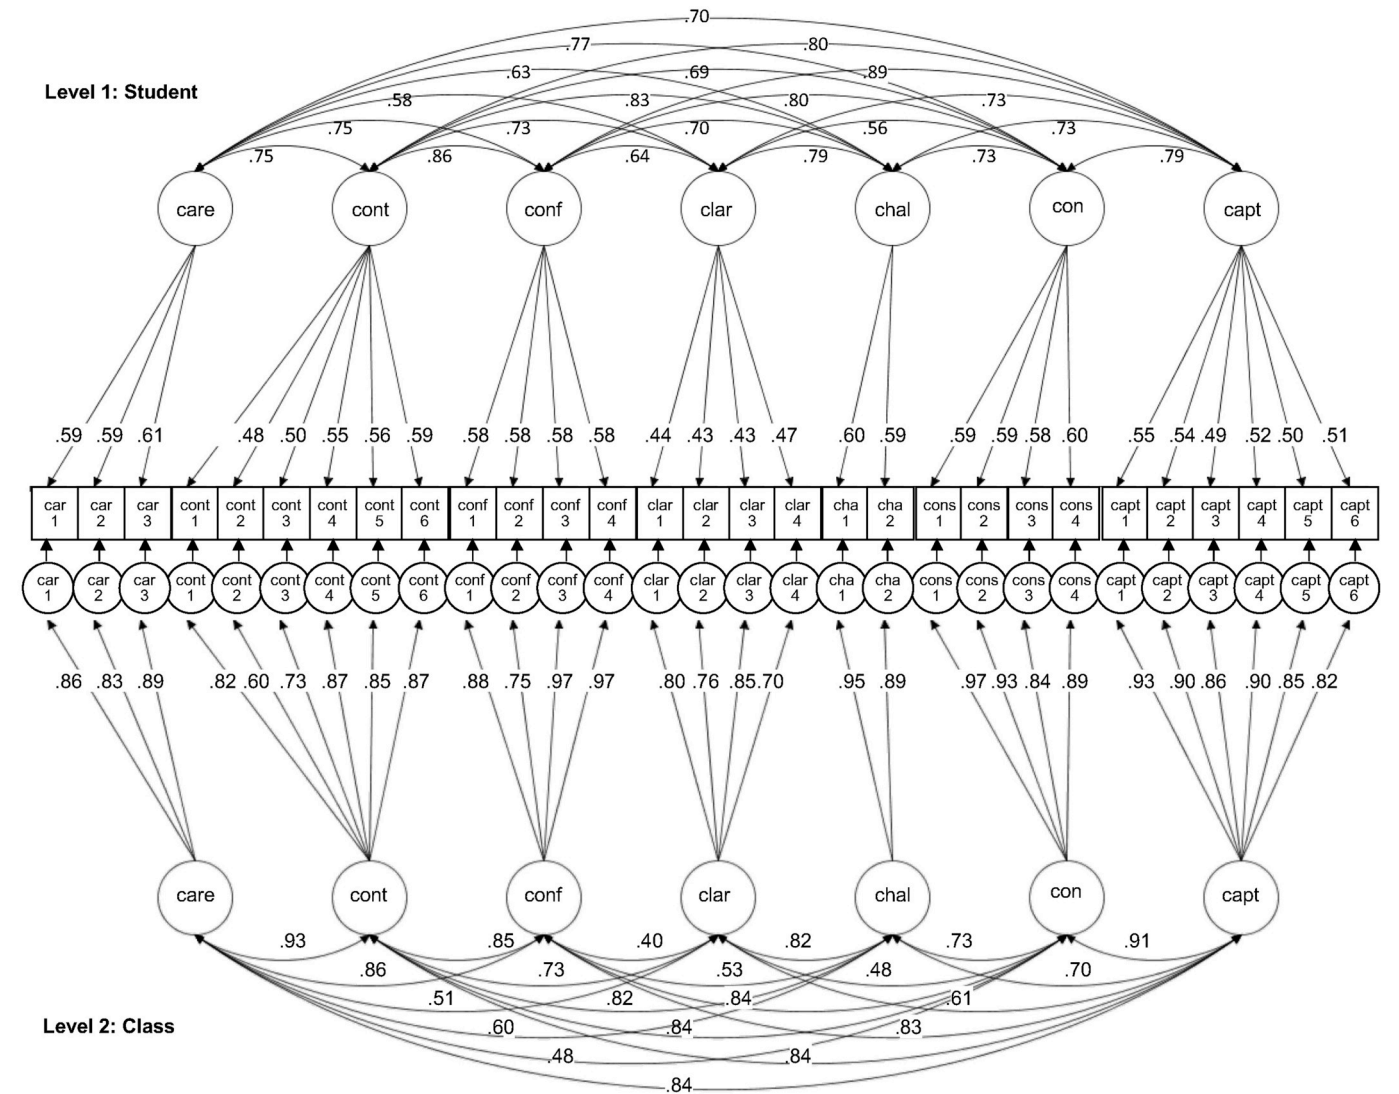 .70
.77 .80
.63 .69 .89
Level 1: Student
.58 .83 .80 .73
.75 .73 .70 .56 .73
.75 .86 .64 .79 .73 .79
care cont conf clar chal con capt
.59 .59 .61 .48 .50 .55 .56 .59 .58 .58 .58 .58 .44 .43 .43 .47 .60 .59 .59 .59 .58 .60 .55 .54 .49 .52 .50 .51
car car car cont cont cont cont cont cont conf conf conf conf clar clar clar clar cha cha cons cons cons cons capt capt capt capt capt capt
1 2 3 1 2 3 4 5 6 1 2 3 4 1 2 3 4 1 2 1 2 3 4 1 2 3 4 5 6
car car car cont cont cont cont cont cont conf conf conf conf clar clar clar clar cha cha cons cons cons cons capt capt capt capt capt capt
1 2 3 1 2 3 4 5 6 1 2 3 4 1 2 3 4 1 2 1 2 3 4 1 2 3 4 5 6
.86 .83 .89 .82 .60 .73 .87 .85 .87 .88 .75 .97 .97 .80 .76 .85 .70 .95 .89 .97 .93 .84 .89 .93 .90 .86 .90 .85 .82
care cont conf clar chal con capt
.93 .85 .40 .82 .73 .91
.86 .73 .53 .48 .70
.51 .82 .84 .61
Level 2: Class
.60 .84 .83
.48 .84
.84